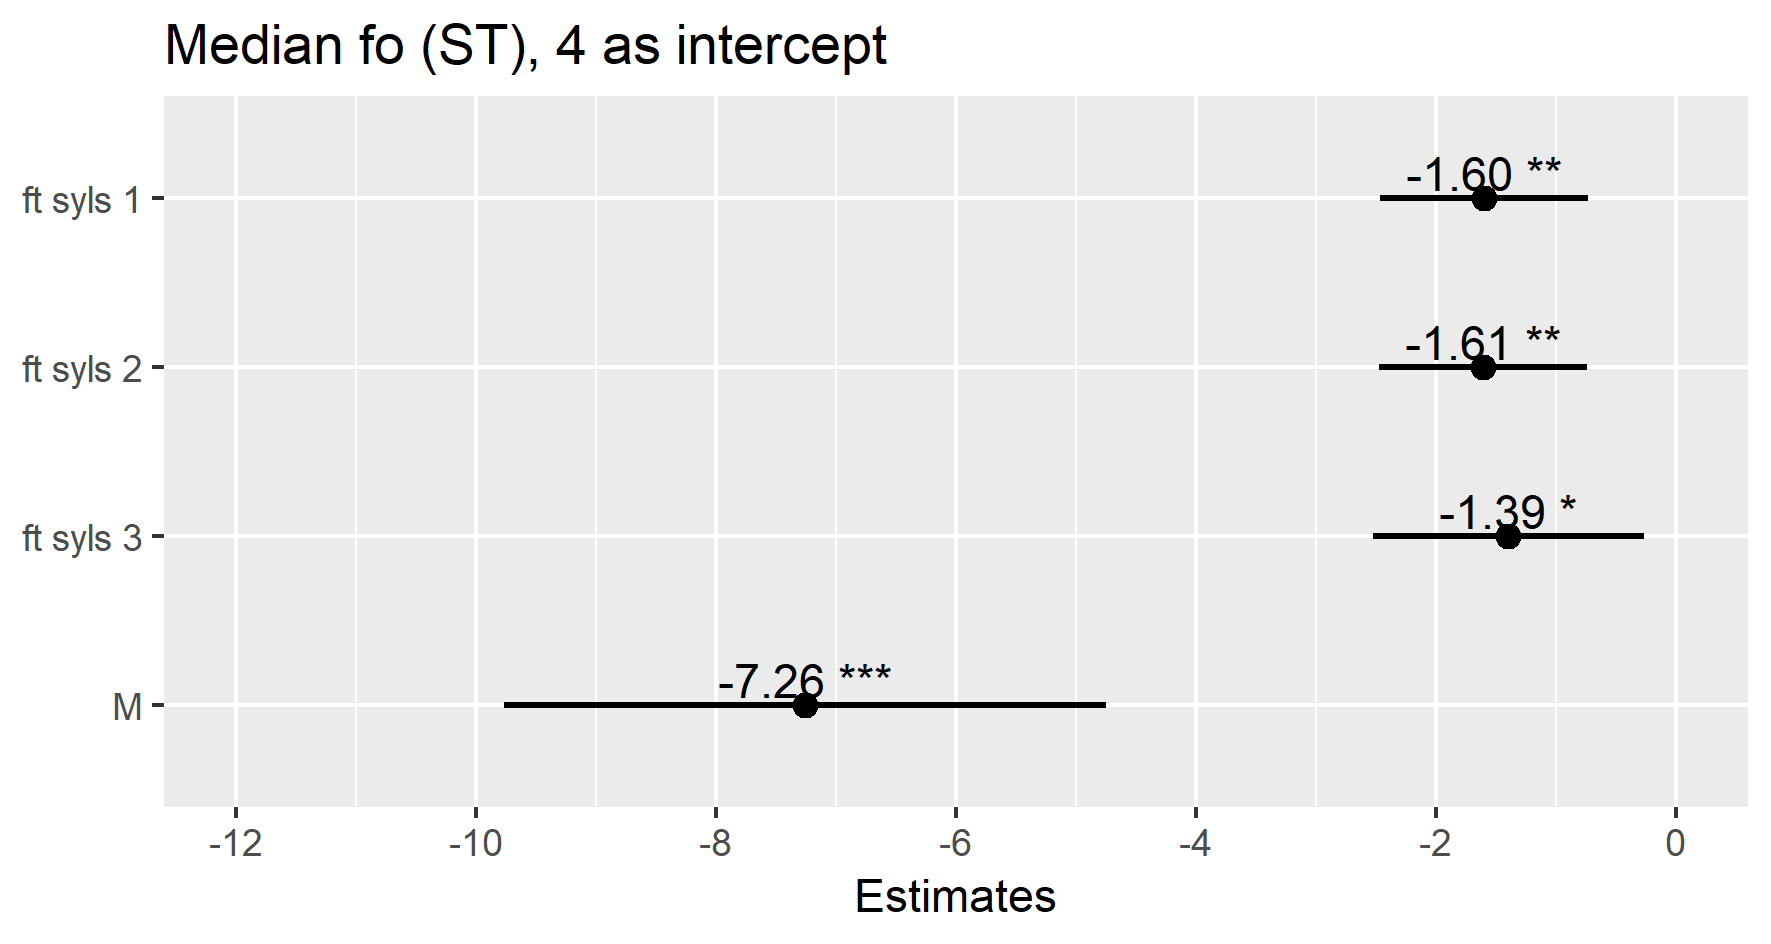 Median fo (ST), 4 as intercept
ft syls 1
-1.60 **
ft syls 2
-1.61 **
ft syls 3
-1.39 *
M
-7.26 ***
-12 -10 -8 -6 -4 -2 0
Estimates